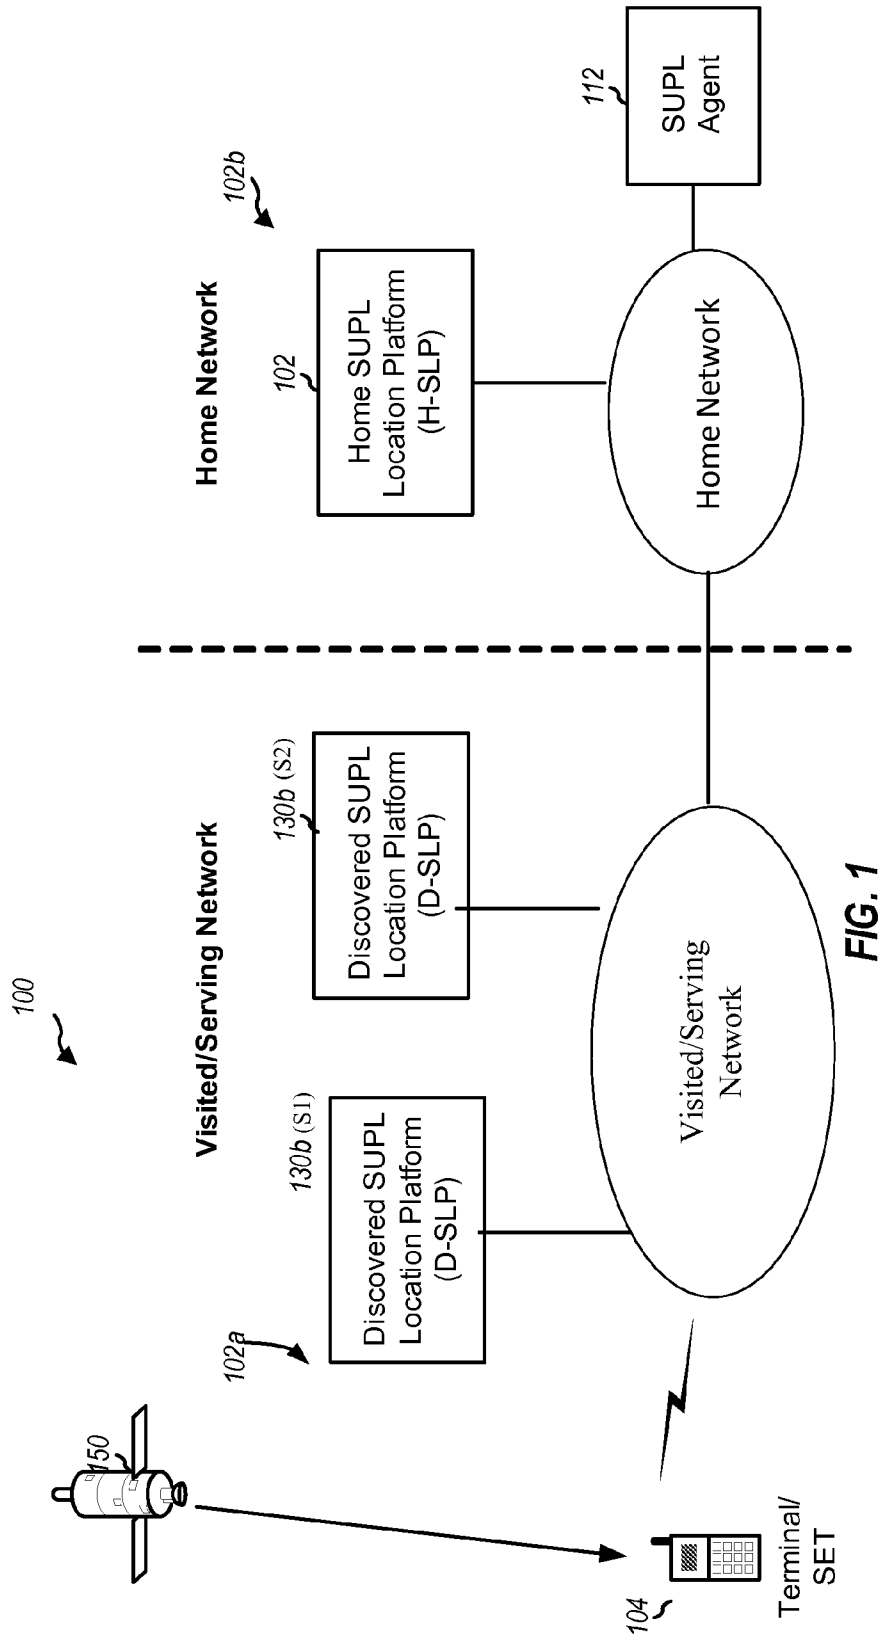 100
Visited/Serving Network
Home Network
102a
102b
130b (S1)
Discovered SUPL
Location Platform
(D-SLP)
130b (S2)
Discovered SUPL
Location Platform
(D-SLP)
102
Home SUPL
Location Platform
(H-SLP)
150
112
SUPL
Agent
Visited/Serving
Network
Home Network
104
Terminal/
SET
FIG. 1